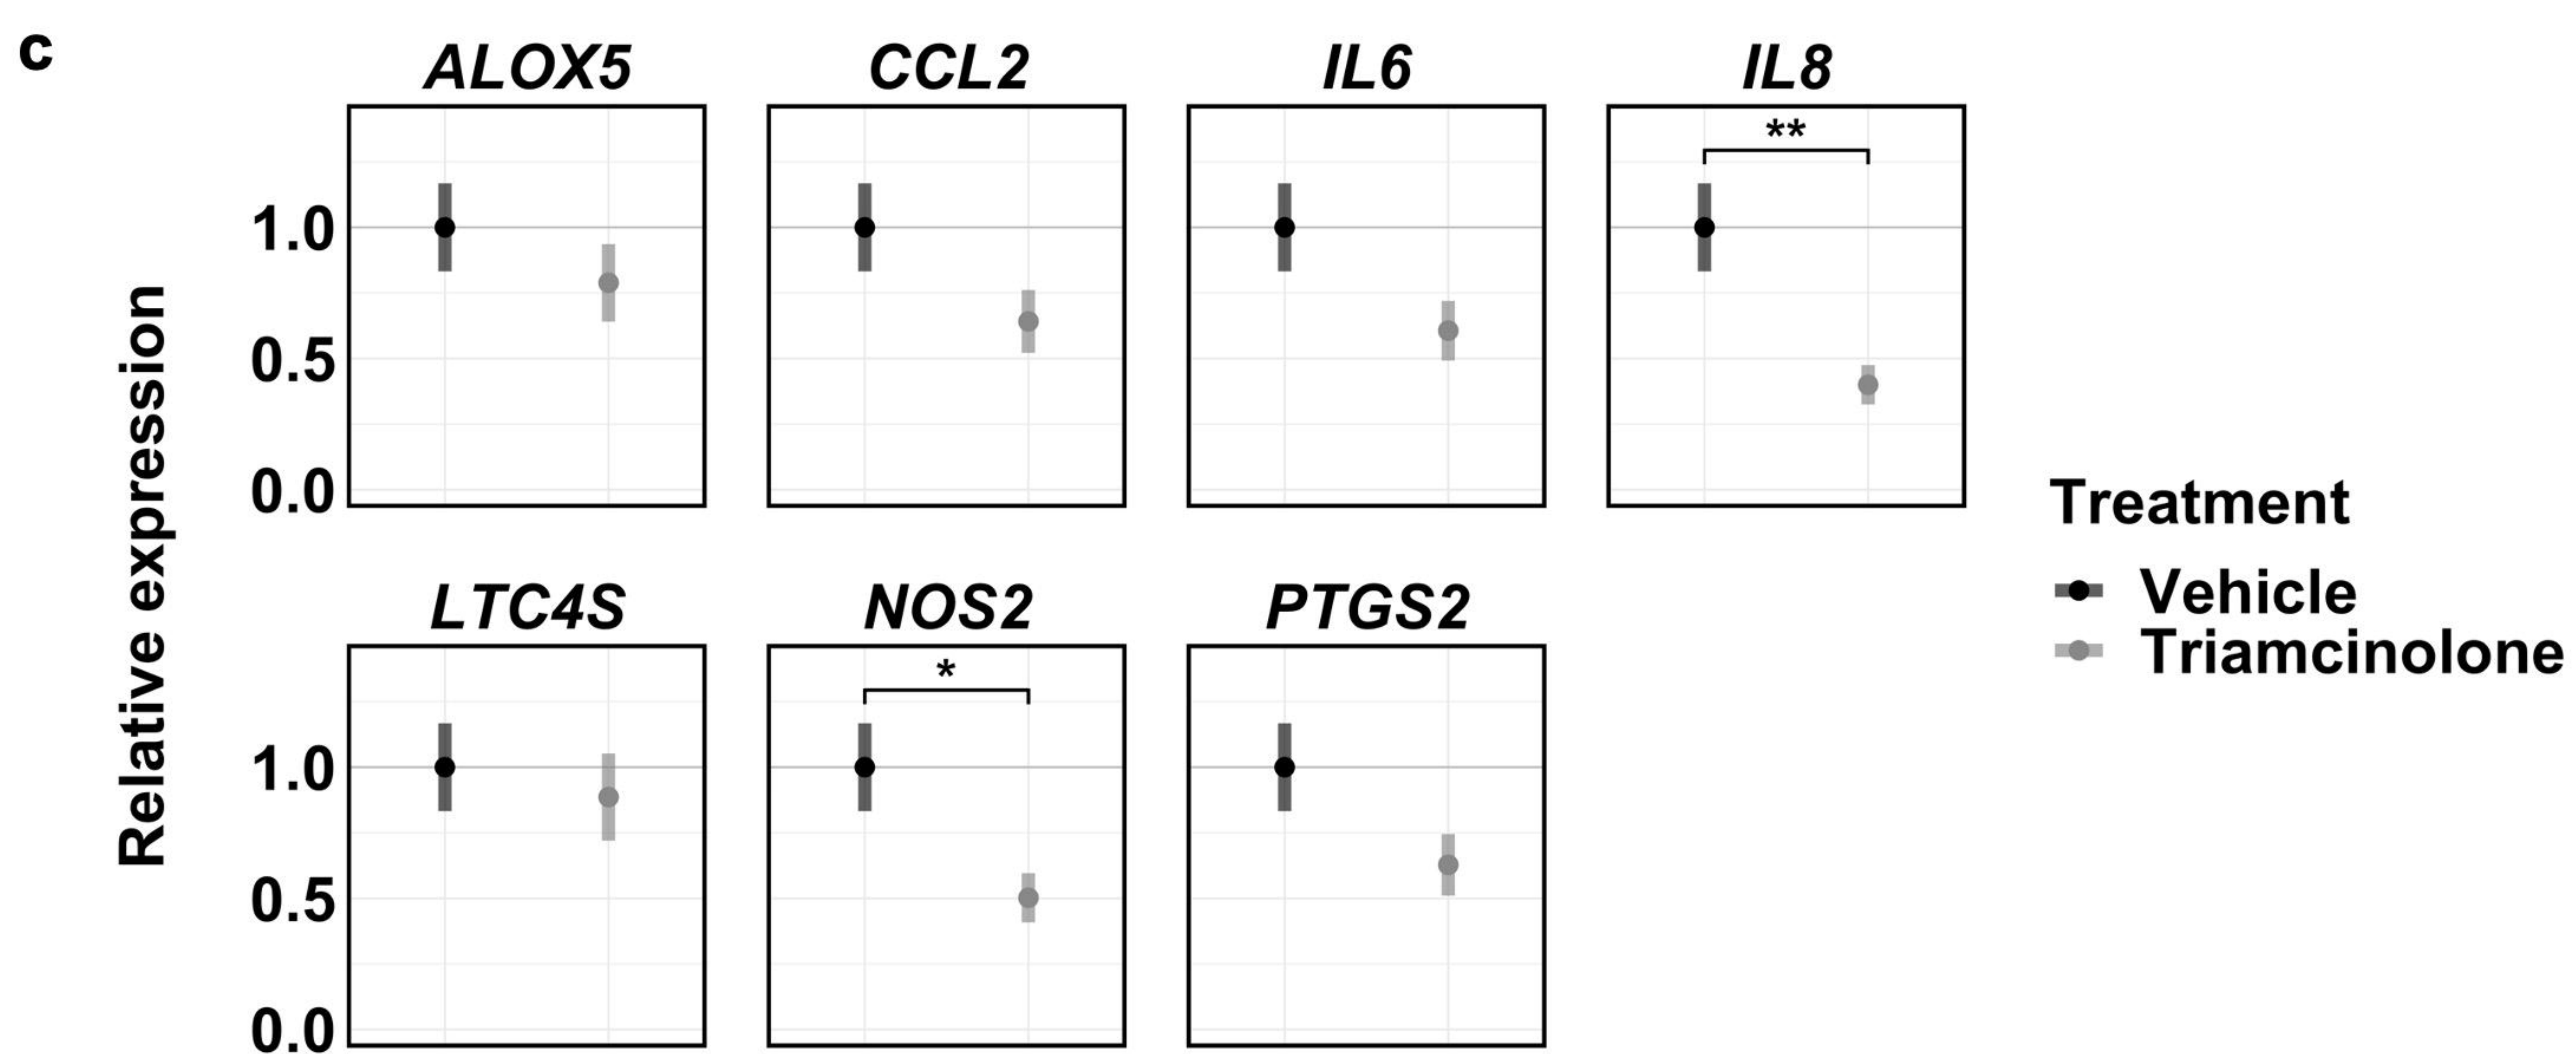 c
ALOX5 CCL2 IL6 IL8
**
1.0
0.5
0.0
Relative expression
LTC4S NOS2 PTGS2
*
1.0
0.5
0.0
Treatment
Vehicle
Triamcinolone